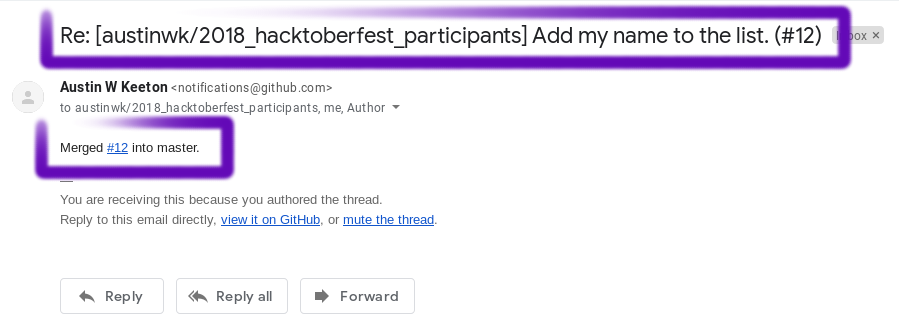 Re: [austinwk/2018_hacktoberfest_participants] Add my name to the list. (#12)
Inbox ×
Austin W Keeton <notifications@github.com>
to austinwk/2018_hacktoberfest_participants, me, Author
Merged #12 into master.
—
You are receiving this because you authored the thread.
Reply to this email directly, view it on GitHub, or mute the thread.
Reply
Reply all
Forward